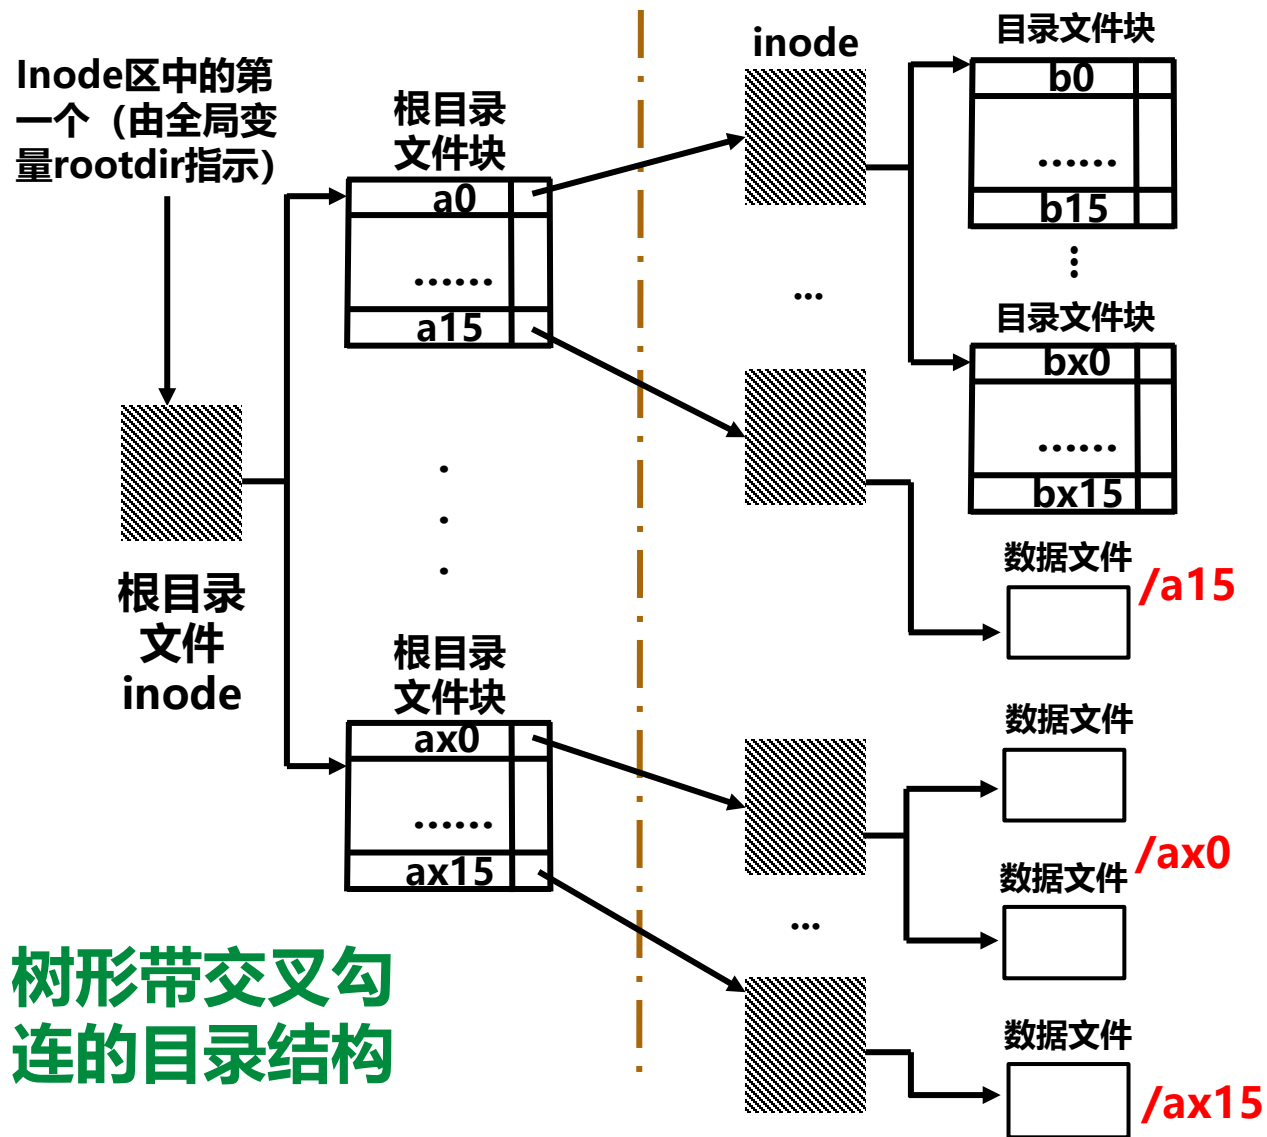 Inode区中的第
一个（由全局变
量rootdir指示）
根目录
文件块
a0
......
a15
根目录
文件
inode
根目录
文件块
ax0
......
ax15
树形带交叉勾
连的目录结构
inode
...
...
目录文件块
b0
......
b15
目录文件块
bx0
......
bx15
数据文件
/a15
数据文件
/ax0
数据文件
数据文件
/ax15